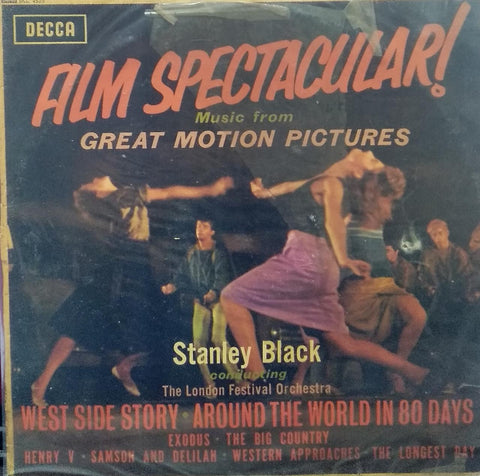 DECCA
FILM SPECTACULAR!
Music from
GREAT MOTION PICTURES
Stanley Black
conducting
The London Festival Orchestra
WEST SIDE STORY · AROUND THE WORLD IN 80 DAYS
EXODUS · THE BIG COUNTRY
HENRY V · SAMSON AND DELILAH · WESTERN APPROACHES · THE LONGEST DAY